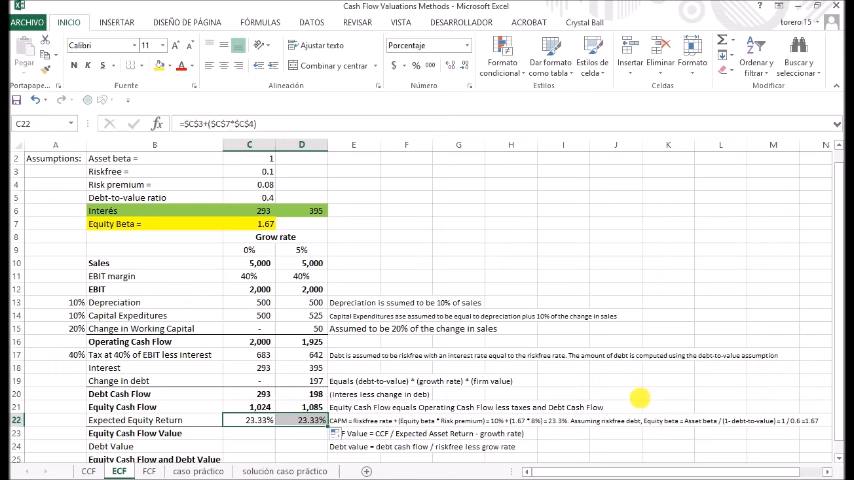 Cash Flow Valuations Methods - Microsoft Excel
ARCHIVO INICIO INSERTAR DISEÑO DE PÁGINA FÓRMULAS DATOS REVISAR VISTA DESARROLLADOR ACROBAT Crystal Ball torero 15
Calibri 11 Ajustar texto Porcentaje
Pegar N K S Combinar y centrar $ % Formato condicional Dar formato como tabla Estilos de celda Insertar Eliminar Formato Ordenar y filtrar Buscar y seleccionar
Portapapeles Fuente Alineación Número Estilos Celdas Modificar
C22 =$C$3+($C$7*$C$4)
A B C D E F G H I J K L M N
2 Assumptions: Asset beta = 1
3 Riskfree = 0.1
4 Risk premium = 0.08
5 Debt-to-value ratio 0.4
6 Interés 293 395
7 Equity Beta = 1.67
8 Grow rate
9 0% 5%
10 Sales 5,000 5,000
11 EBIT margin 40% 40%
12 EBIT 2,000 2,000
13 10% Depreciation 500 500 Depreciation is assumed to be 10% of sales
14 10% Capital Expeditures 500 525 Capital Expenditures ase assumed to be equal to depreciation plus 10% of the change in sales
15 20% Change in Working Capital - 50 Assumed to be 20% of the change in sales
16 Operating Cash Flow 2,000 1,925
17 40% Tax at 40% of EBIT less interest 683 642 Debt is assumed to be riskfree with an interest rate equal to the riskfree rate. The amount of debt is computed using the debt-to-value assumption
18 Interest 293 395
19 Change in debt - 197 Equals (debt-to-value) * (growth rate) * (firm value)
20 Debt Cash Flow 293 198 (Interes less change in deb)
21 Equity Cash Flow 1,024 1,085 Equity Cash Flow equals Operating Cash Flow less taxes and Debt Cash Flow
22 Expected Equity Return 23.33% 23.33% CAPM = Riskfree rate + (Equity beta * Risk premium) = 10% + (1.67 * 8%) = 23.3%. Assuming riskfree debt, Equity beta = Asset beta / (1- debt-to-value) = 1 / 0.6 =1.67
23 Equity Cash Flow Value F Value = CCF / Expected Asset Return - growth rate)
24 Debt Value Debt value = debt cash flow / riskfree less grow rate
25 Equity Cash Flow and Debt Value
CCF ECF FCF caso práctico solución caso práctico